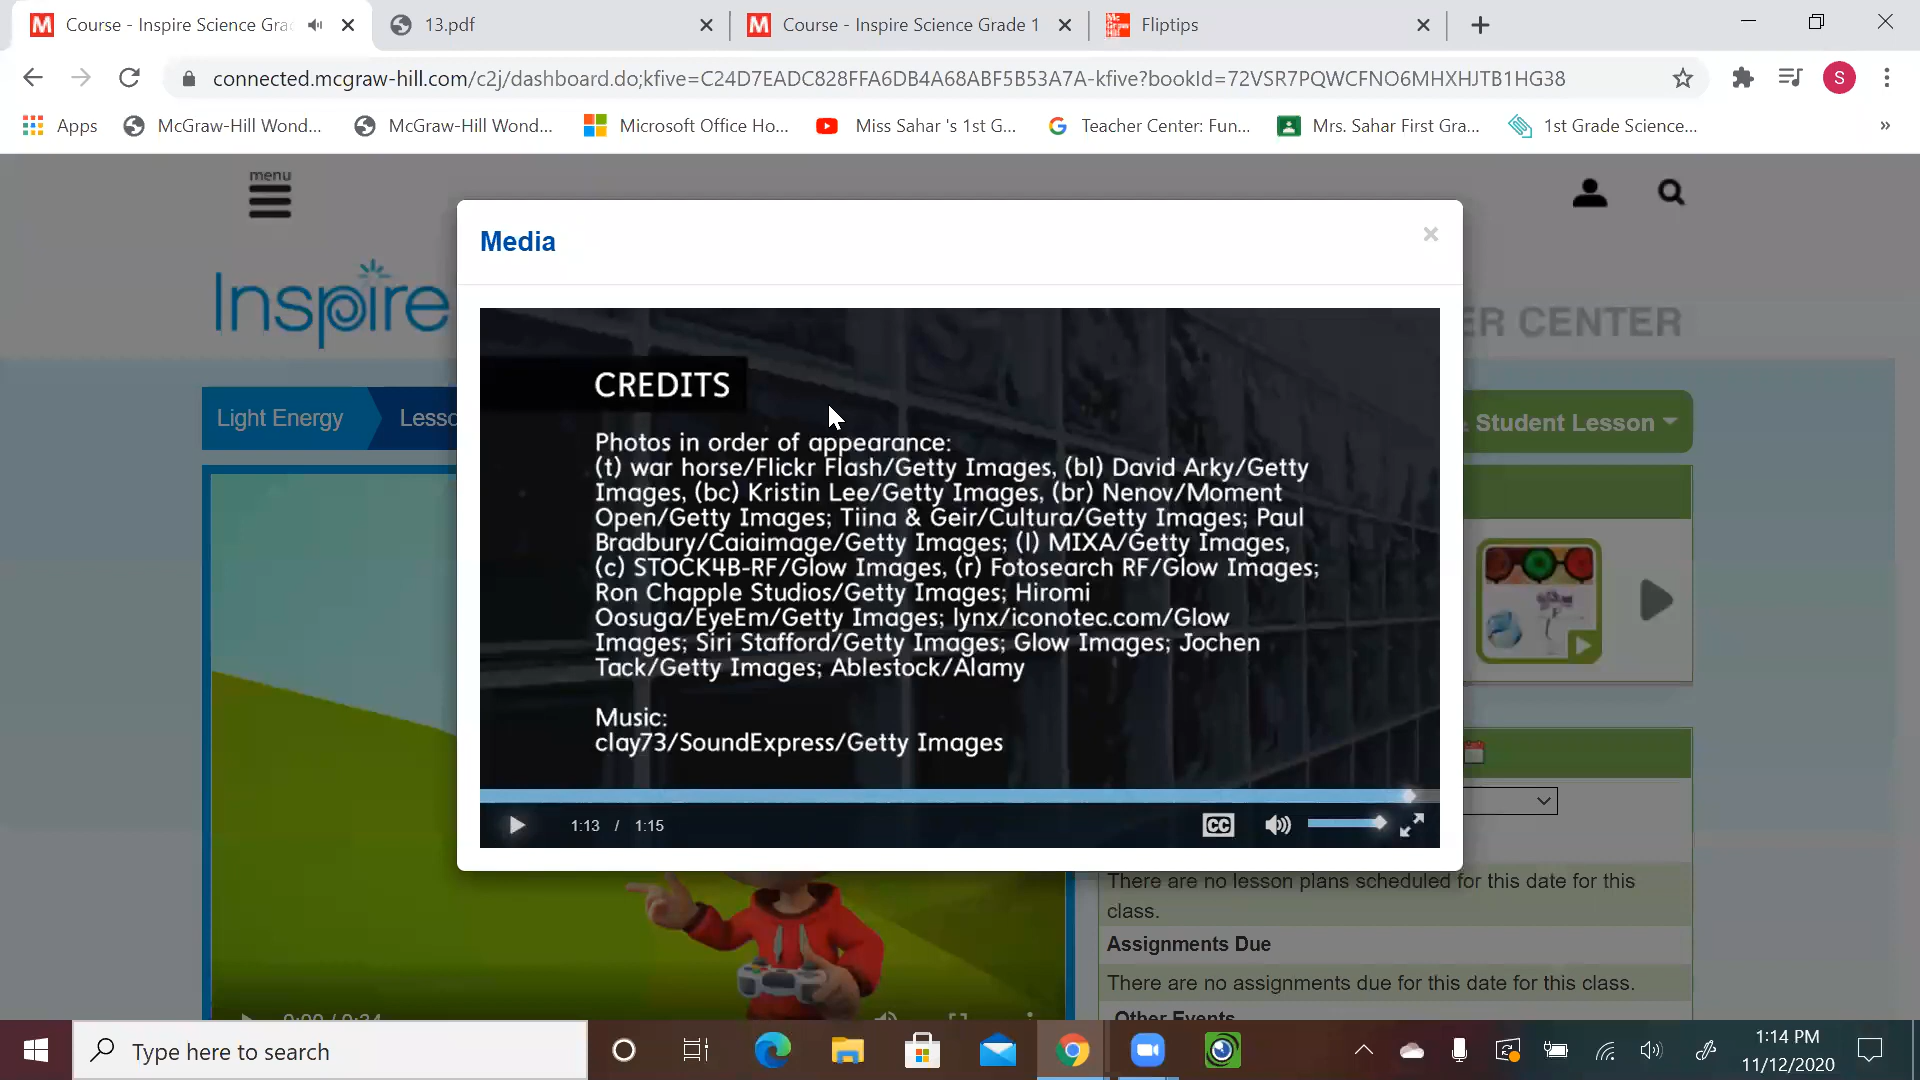 Course - Inspire Science Gra
13.pdf
Course - Inspire Science Grade 1
Fliptips
connected.mcgraw-hill.com/c2j/dashboard.do;kfive=C24D7EADC828FFA6DB4A68ABF5B53A7A-kfive?bookId=72VSR7PQWCFNO6MHXHJTB1HG38
S
Apps
McGraw-Hill Wond...
McGraw-Hill Wond...
Microsoft Office Ho...
Miss Sahar 's 1st G...
Teacher Center: Fun...
Mrs. Sahar First Gra...
1st Grade Science...
»
menu
Inspire
ER CENTER
Media
Light Energy
Lesso
Student Lesson
CREDITS
Photos in order of appearance:
(t) war horse/Flickr Flash/Getty Images, (bl) David Arky/Getty
Images, (bc) Kristin Lee/Getty Images, (br) Nenov/Moment
Open/Getty Images; Tiina & Geir/Cultura/Getty Images; Paul
Bradbury/Caiaimage/Getty Images; (l) MIXA/Getty Images,
(c) STOCK4B-RF/Glow Images, (r) Fotosearch RF/Glow Images;
Ron Chapple Studios/Getty Images; Hiromi
Oosuga/EyeEm/Getty Images; lynx/iconotec.com/Glow
Images; Siri Stafford/Getty Images; Glow Images; Jochen
Tack/Getty Images; Ablestock/Alamy
Music:
clay73/SoundExpress/Getty Images
1:13 / 1:15
CC
There are no lesson plans scheduled for this date for this
class.
Assignments Due
There are no assignments due for this date for this class.
Other Events
0:00 / 0:34
Type here to search
1:14 PM
11/12/2020